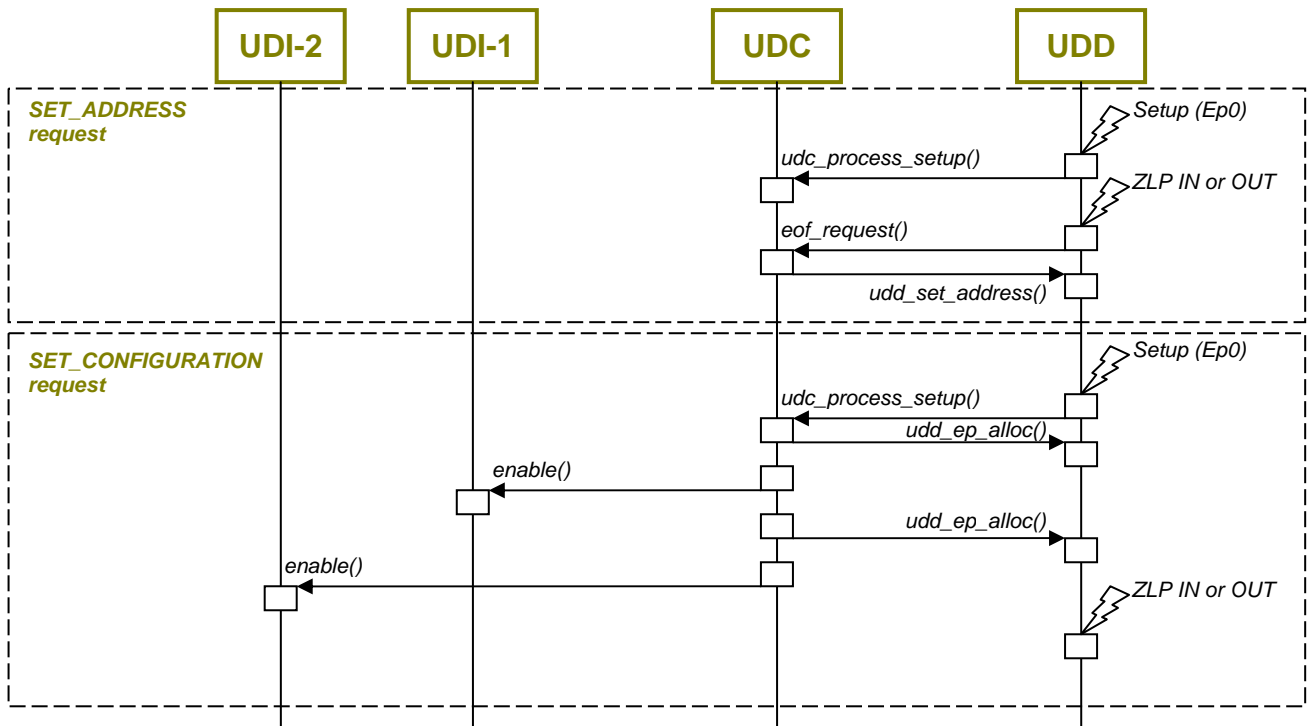 UDI-2 UDI-1 UDC UDD
SET_ADDRESS
request
Setup (Ep0)
udc_process_setup()
ZLP IN or OUT
eof_request()
udd_set_address()
SET_CONFIGURATION
request
Setup (Ep0)
udc_process_setup()
udd_ep_alloc()
enable()
udd_ep_alloc()
enable()
ZLP IN or OUT